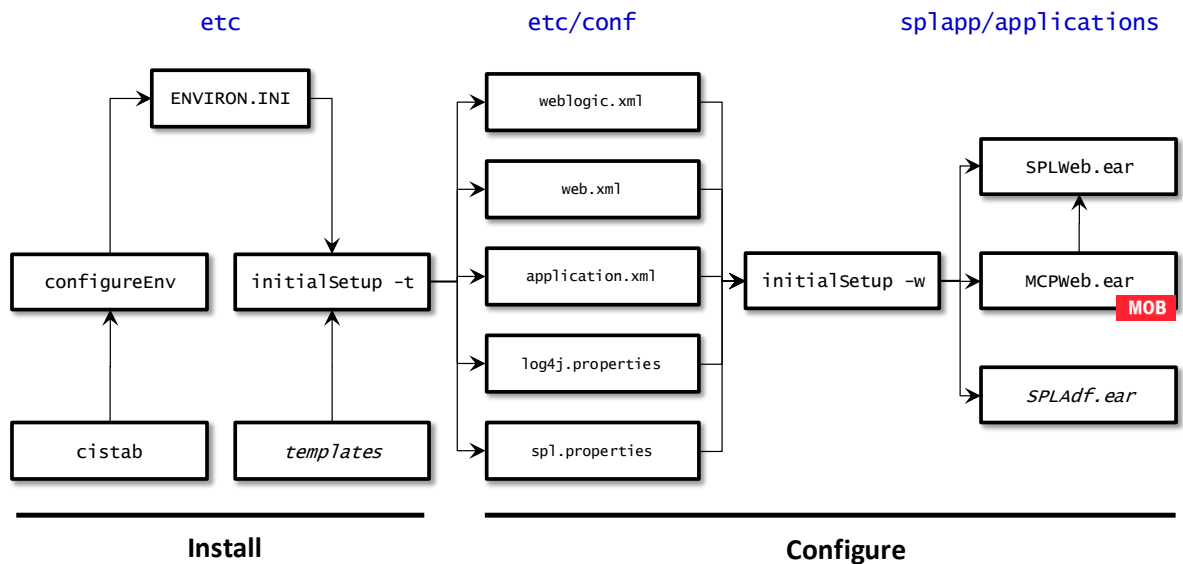 etc
etc/conf
splapp/applications
ENVIRON.INI
weblogic.xml
SPLWeb.ear
web.xml
configureEnv
initialSetup -t
application.xml
initialSetup -w
MCPWeb.ear
MOB
log4j.properties
SPLAdf.ear
cistab
templates
spl.properties
Install
Configure